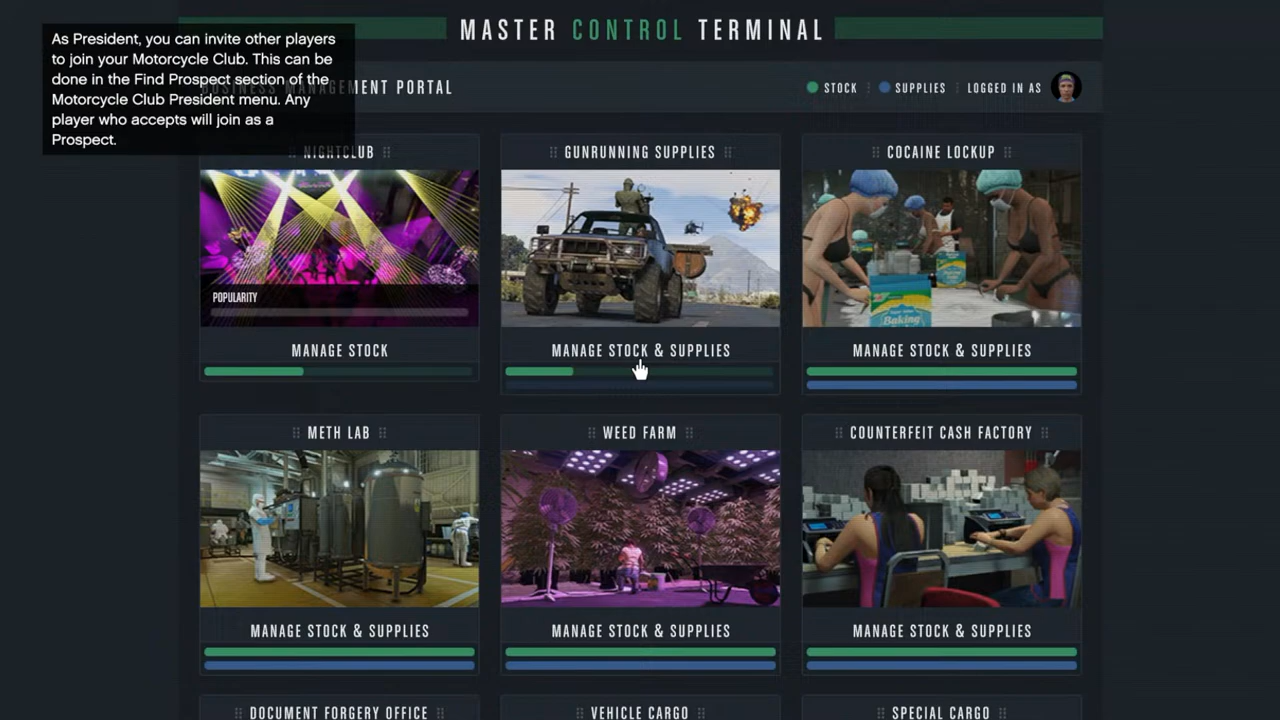 MASTER CONTROL TERMINAL
As President, you can invite other players
to join your Motorcycle Club. This can be
done in the Find Prospect section of the
Motorcycle Club President menu. Any
player who accepts will join as a
Prospect.
BUSINESS MANAGEMENT PORTAL
STOCK
SUPPLIES
LOGGED IN AS
NIGHTCLUB
GUNRUNNING SUPPLIES
COCAINE LOCKUP
POPULARITY
Baking
MANAGE STOCK
MANAGE STOCK & SUPPLIES
MANAGE STOCK & SUPPLIES
METH LAB
WEED FARM
COUNTERFEIT CASH FACTORY
MANAGE STOCK & SUPPLIES
MANAGE STOCK & SUPPLIES
MANAGE STOCK & SUPPLIES
DOCUMENT FORGERY OFFICE
VEHICLE CARGO
SPECIAL CARGO